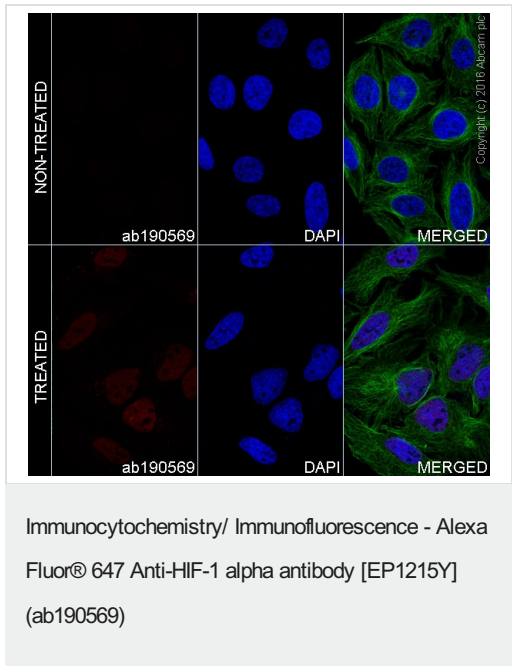 NON-TREATED
ab190569
DAPI
MERGED
Copyright (c) 2016 Abcam plc
TREATED
ab190569
DAPI
MERGED
Immunocytochemistry/ Immunofluorescence - Alexa
Fluor® 647 Anti-HIF-1 alpha antibody [EP1215Y]
(ab190569)